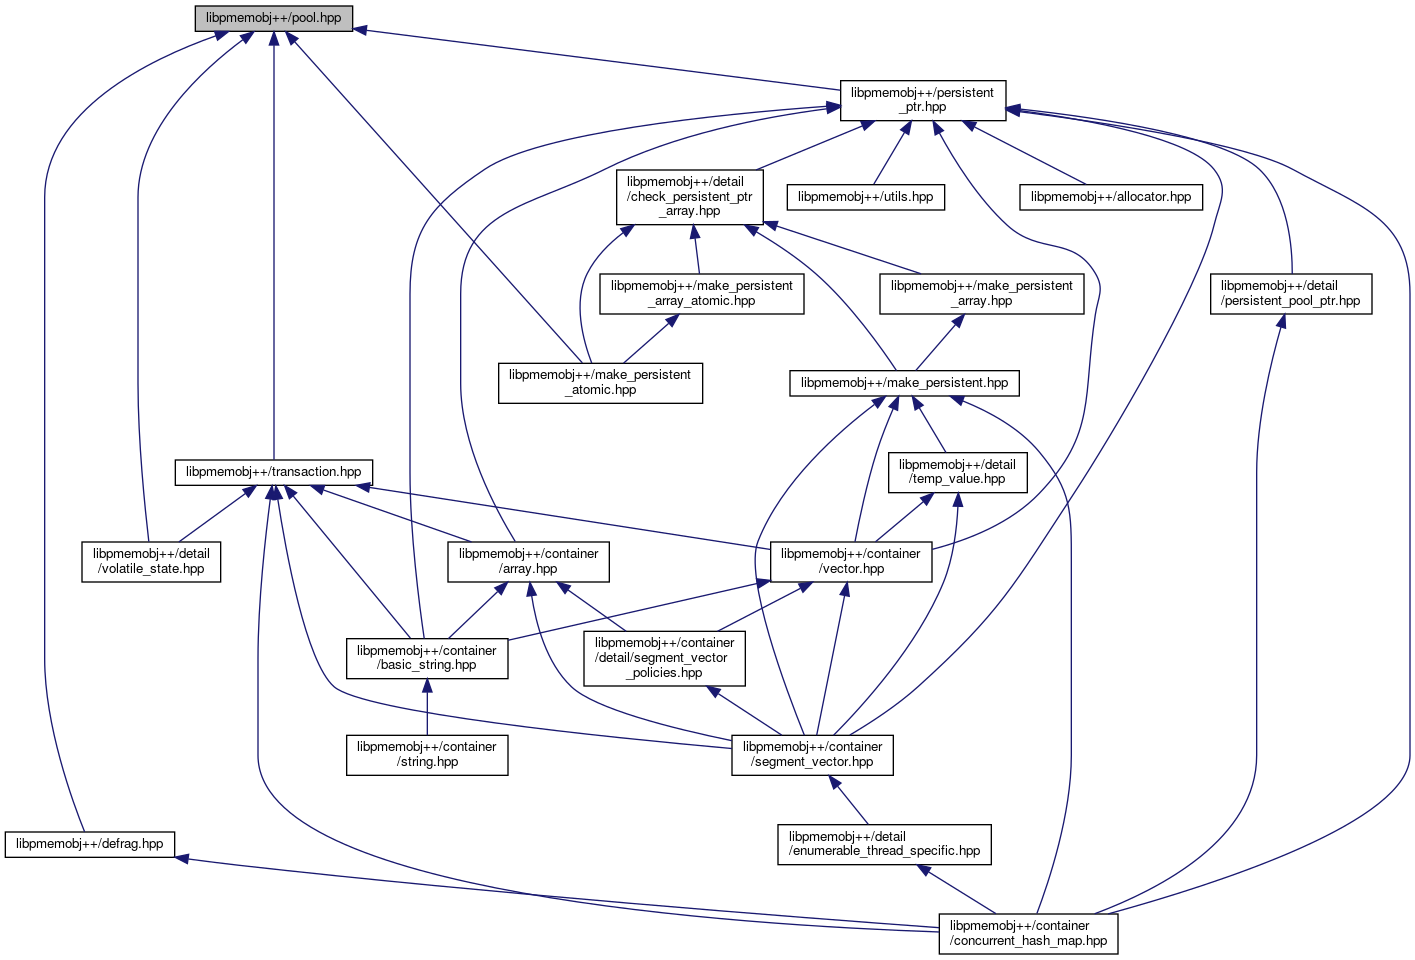 libpmemobj++/pool.hpp
libpmemobj++/persistent
_ptr.hpp
libpmemobj++/detail
/check_persistent_ptr
_array.hpp
libpmemobj++/utils.hpp
libpmemobj++/allocator.hpp
libpmemobj++/make_persistent
_array_atomic.hpp
libpmemobj++/make_persistent
_array.hpp
libpmemobj++/detail
/persistent_pool_ptr.hpp
libpmemobj++/make_persistent
_atomic.hpp
libpmemobj++/make_persistent.hpp
libpmemobj++/transaction.hpp
libpmemobj++/detail
/temp_value.hpp
libpmemobj++/detail
/volatile_state.hpp
libpmemobj++/container
/array.hpp
libpmemobj++/container
/vector.hpp
libpmemobj++/container
/basic_string.hpp
libpmemobj++/container
/detail/segment_vector
_policies.hpp
libpmemobj++/container
/string.hpp
libpmemobj++/container
/segment_vector.hpp
libpmemobj++/defrag.hpp
libpmemobj++/detail
/enumerable_thread_specific.hpp
libpmemobj++/container
/concurrent_hash_map.hpp